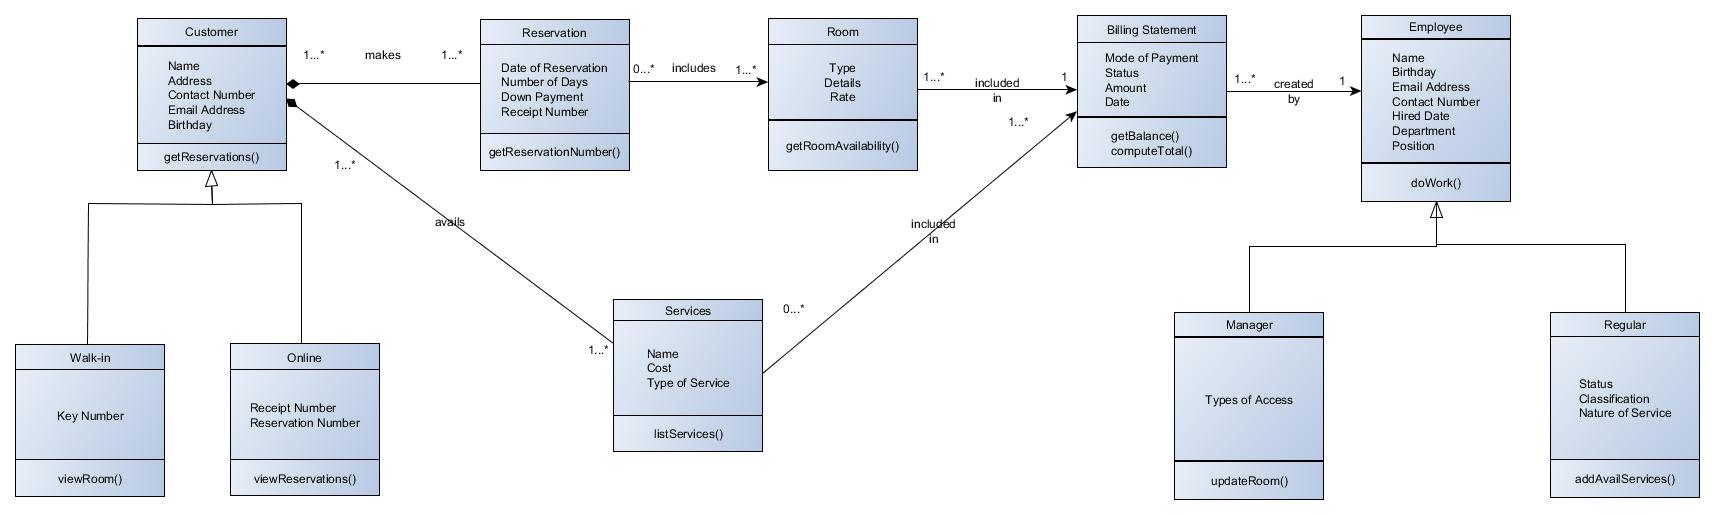 Customer
Name
Address
Contact Number
Email Address
Birthday
getReservations()
1...*
makes
1...*
Reservation
Date of Reservation
Number of Days
Down Payment
Receipt Number
getReservationNumber()
0...*
includes
1...*
Room
Type
Details
Rate
getRoomAvailability()
1...*
included
in
1
Billing Statement
Mode of Payment
Status
Amount
Date
getBalance()
computeTotal()
1...*
created
by
1
Employee
Name
Birthday
Email Address
Contact Number
Hired Date
Department
Position
doWork()
1...*
avails
1...*
1...*
included
in
0...*
Walk-in
Key Number
viewRoom()
Online
Receipt Number
Reservation Number
viewReservations()
Services
Name
Cost
Type of Service
listServices()
Manager
Types of Access
updateRoom()
Regular
Status
Classification
Nature of Service
addAvailServices()